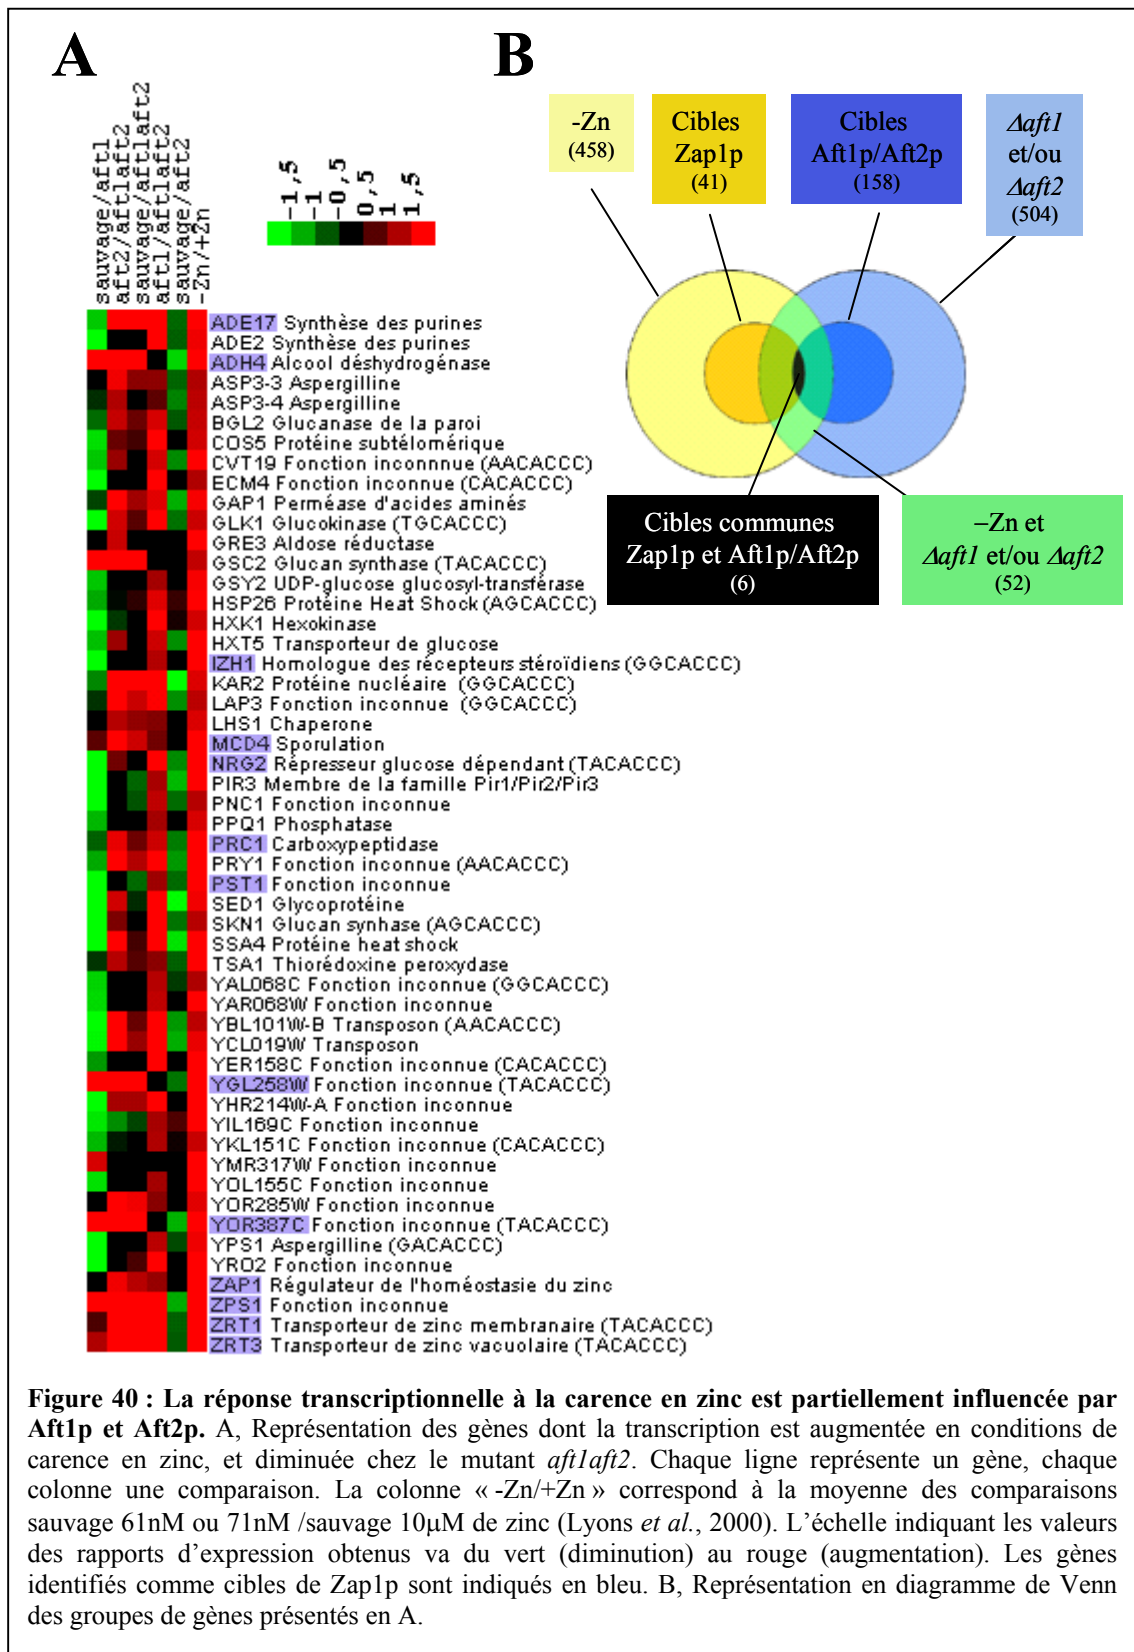 A
B
sauvage/aft1
aft2/aft1aft2
sauvage/aft1aft2
aft1/aft1aft2
sauvage/aft2
-Zn/+Zn
-1,5
-1
-0,5
0,5
1
1,5
-Zn
(458)
Cibles
Zap1p
(41)
Cibles
Aft1p/Aft2p
(158)
Δaft1
et/ou
Δaft2
(504)
Cibles communes
Zap1p et Aft1p/Aft2p
(6)
–Zn et
Δaft1 et/ou Δaft2
(52)
ADE17 Synthèse des purines
ADE2 Synthèse des purines
ADH4 Alcool déshydrogénase
ASP3-3 Aspergilline
ASP3-4 Aspergilline
BGL2 Glucanase de la paroi
COS5 Protéine subtélomérique
CVT19 Fonction inconnnue (AACACCC)
ECM4 Fonction inconnue (CACACCC)
GAP1 Perméase d'acides aminés
GLK1 Glucokinase (TGCACCC)
GRE3 Aldose réductase
GSC2 Glucan synthase (TACACCC)
GSY2 UDP-glucose glucosyl-transférase
HSP26 Protéine Heat Shock (AGCACCC)
HXK1 Hexokinase
HXT5 Transporteur de glucose
IZH1 Homologue des récepteurs stéroïdiens (GGCACCC)
KAR2 Protéine nucléaire (GGCACCC)
LAP3 Fonction inconnue (GGCACCC)
LHS1 Chaperone
MCD4 Sporulation
NRG2 Répresseur glucose dépendant (TACACCC)
PIR3 Membre de la famille Pir1/Pir2/Pir3
PNC1 Fonction inconnue
PPQ1 Phosphatase
PRC1 Carboxypeptidase
PRY1 Fonction inconnue (AACACCC)
PST1 Fonction inconnue
SED1 Glycoprotéine
SKN1 Glucan synhase (AGCACCC)
SSA4 Protéine heat shock
TSA1 Thiorédoxine peroxydase
YAL068C Fonction inconnue (GGCACCC)
YAR068W Fonction inconnue
YBL101W-B Transposon (AACACCC)
YCL019W Transposon
YER158C Fonction inconnue (CACACCC)
YGL258W Fonction inconnue (TACACCC)
YHR214W-A Fonction inconnue
YIL169C Fonction inconnue
YKL151C Fonction inconnue (CACACCC)
YMR317W Fonction inconnue
YOL155C Fonction inconnue
YOR285W Fonction inconnue
YOR387C Fonction inconnue (TACACCC)
YPS1 Aspergilline (GACACCC)
YRO2 Fonction inconnue
ZAP1 Régulateur de l'homéostasie du zinc
ZPS1 Fonction inconnue
ZRT1 Transporteur de zinc membranaire (TACACCC)
ZRT3 Transporteur de zinc vacuolaire (TACACCC)
Figure 40 : La réponse transcriptionnelle à la carence en zinc est partiellement influencée par
Aft1p et Aft2p. A, Représentation des gènes dont la transcription est augmentée en conditions de
carence en zinc, et diminuée chez le mutant aft1aft2. Chaque ligne représente un gène, chaque
colonne une comparaison. La colonne « -Zn/+Zn » correspond à la moyenne des comparaisons
sauvage 61nM ou 71nM /sauvage 10μM de zinc (Lyons et al., 2000). L'échelle indiquant les valeurs
des rapports d'expression obtenus va du vert (diminution) au rouge (augmentation). Les gènes
identifiés comme cibles de Zap1p sont indiqués en bleu. B, Représentation en diagramme de Venn
des groupes de gènes présentés en A.